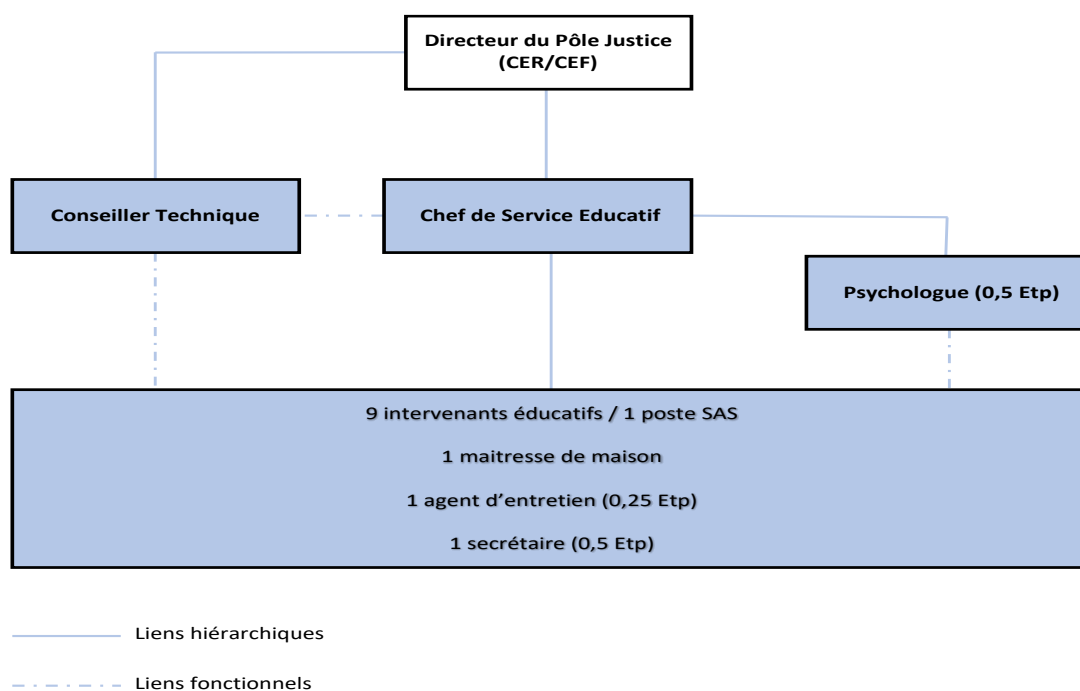 Directeur du Pôle Justice
(CER/CEF)
Conseiller Technique
Chef de Service Educatif
Psychologue (0,5 Etp)
9 intervenants éducatifs / 1 poste SAS
1 maitresse de maison
1 agent d'entretien (0,25 Etp)
1 secrétaire (0,5 Etp)
Liens hiérarchiques
Liens fonctionnels